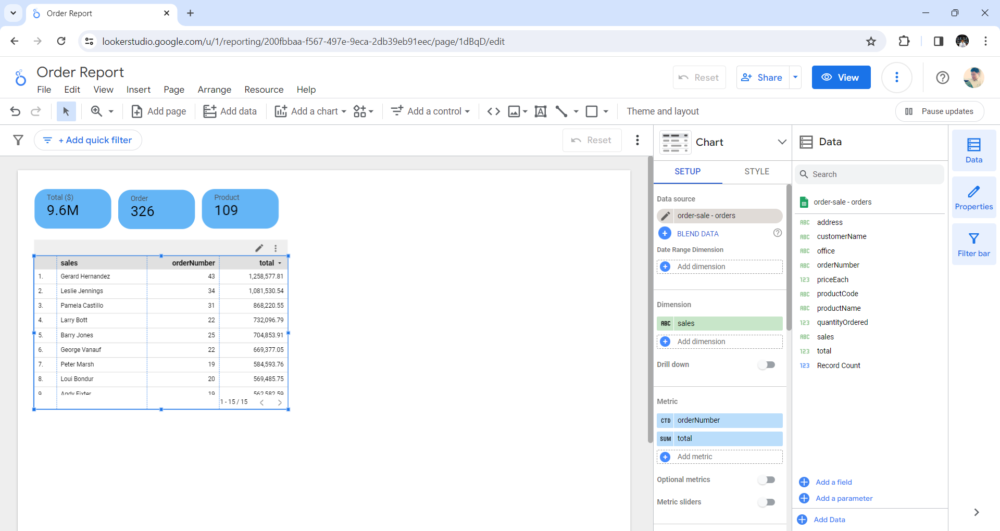 Order Report
lookerstudio.google.com/u/1/reporting/200fbbaa-f567-497e-9eca-2db39eb91eec/page/1dBqD/edit
Order Report
File Edit View Insert Page Arrange Resource Help
Reset
Share
View
Add page
Add data
Add a chart
Add a control
Theme and layout
Pause updates
+ Add quick filter
Reset
Total ($)
9.6M
Order
326
Product
109
sales orderNumber total
1. Gerard Hernandez 43 1,258,577.81
2. Leslie Jennings 34 1,081,530.54
3. Pamela Castillo 31 868,220.55
4. Larry Bott 22 732,096.79
5. Barry Jones 25 704,853.91
6. George Vanauf 22 669,377.05
7. Peter Marsh 19 584,593.76
8. Loui Bondur 20 569,485.75
9. Andy Fixter 19 562,582.59
1 - 15 / 15
Chart
SETUP STYLE
Data source
order-sale - orders
BLEND DATA
Date Range Dimension
Add dimension
Dimension
ABC sales
Add dimension
Drill down
Metric
CTD orderNumber
SUM total
Add metric
Optional metrics
Metric sliders
Data
Search
order-sale - orders
ABC address
ABC customerName
ABC office
ABC orderNumber
123 priceEach
ABC productCode
ABC productName
123 quantityOrdered
ABC sales
123 total
123 Record Count
Add a field
Add a parameter
Add Data
Data
Properties
Filter bar